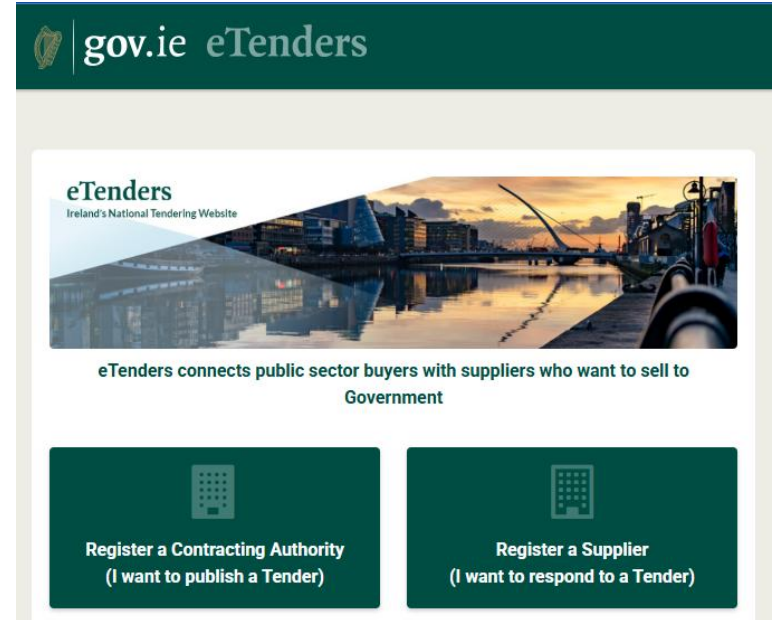 gov.ie eTenders
eTenders
Ireland's National Tendering Website
eTenders connects public sector buyers with suppliers who want to sell to
Government
Register a Contracting Authority
(I want to publish a Tender)
Register a Supplier
(I want to respond to a Tender)